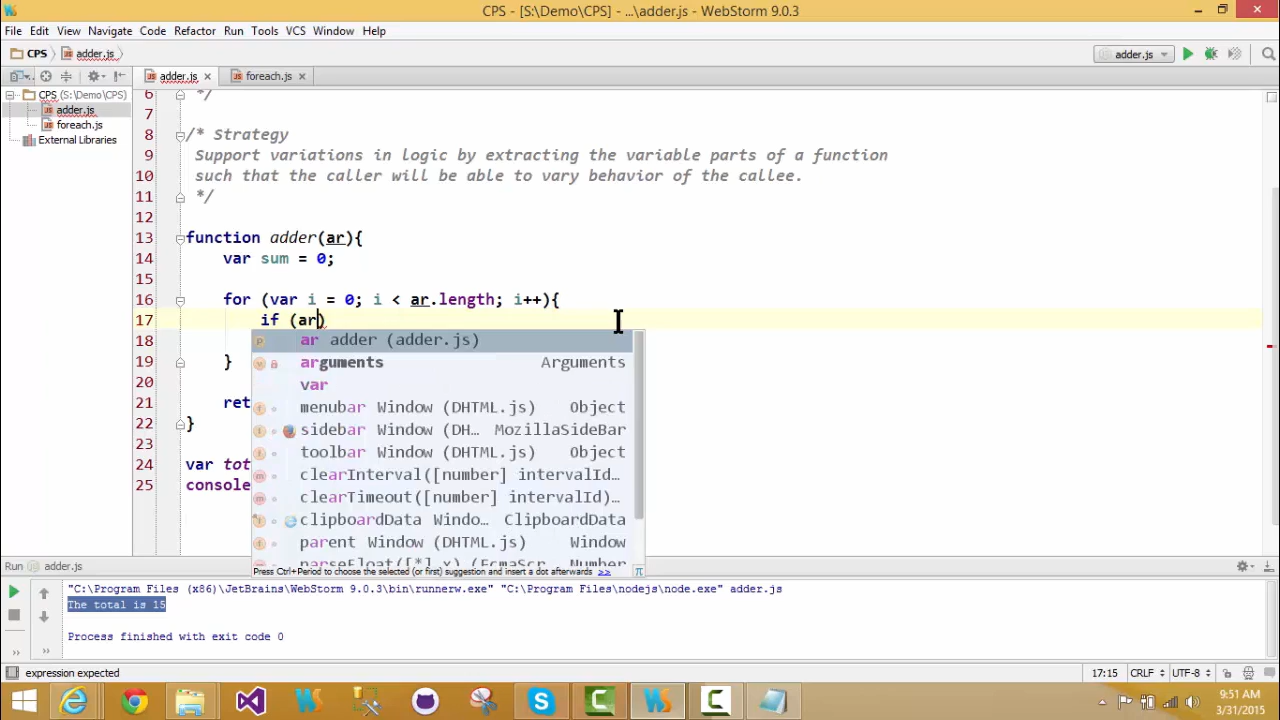 CPS - [S:\Demo\CPS] - ...\adder.js - WebStorm 9.0.3
File Edit View Navigate Code Refactor Run Tools VCS Window Help
CPS adder.js adder.js
adder.js foreach.js
CPS (S:\Demo\CPS)
adder.js
foreach.js
External Libraries
6 */
7
8 /* Strategy
9 Support variations in logic by extracting the variable parts of a function
10 such that the caller will be able to vary behavior of the callee.
11 */
12
13 function adder(ar){
14 var sum = 0;
15
16 for (var i = 0; i < ar.length; i++){
17 if (ar)
18
19 }
20
21 ret
22 }
23
24 var tot
25 console
ar adder (adder.js)
arguments Arguments
var
menubar Window (DHTML.js) Object
sidebar Window (DH… MozillaSideBar
toolbar Window (DHTML.js) Object
clearInterval([number] intervalId…
clearTimeout([number] intervalId)…
clipboardData Windo… ClipboardData
parent Window (DHTML.js) Window
parseFloat([*] x) (EcmaScr… Number
Press Ctrl+Period to choose the selected (or first) suggestion and insert a dot afterwards >> π
Run adder.js
"C:\Program Files (x86)\JetBrains\WebStorm 9.0.3\bin\runnerw.exe" "C:\Program Files\nodejs\node.exe" adder.js
The total is 15
Process finished with exit code 0
expression expected 17:15 CRLF UTF-8
9:51 AM
3/31/2015